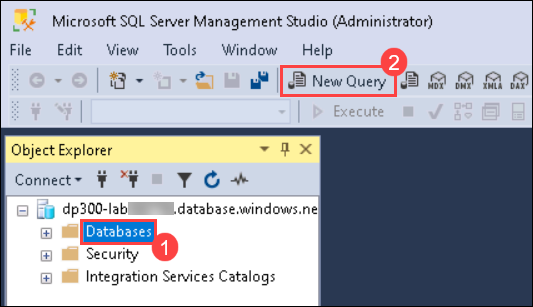 Microsoft SQL Server Management Studio (Administrator)
File Edit View Tools Window Help
2
New Query MDX DMX XMLA DAX
Execute
Object Explorer
Connect
dp300-lab .database.windows.ne
Databases 1
Security
Integration Services Catalogs